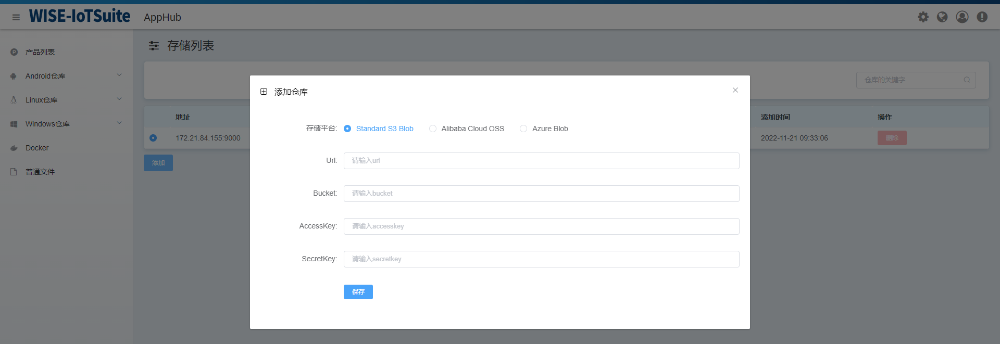 WISE-IoTSuite AppHub
产品列表
Android仓库
Linux仓库
Windows仓库
Docker
普通文件
存储列表
仓库的关键字
地址
添加时间
操作
172.21.84.155:9000
2022-11-21 09:33:06
删除
添加
添加仓库
存储平台: Standard S3 Blob Alibaba Cloud OSS Azure Blob
Url: 请输入url
Bucket: 请输入bucket
AccessKey: 请输入accesskey
SecretKey: 请输入secretkey
保存